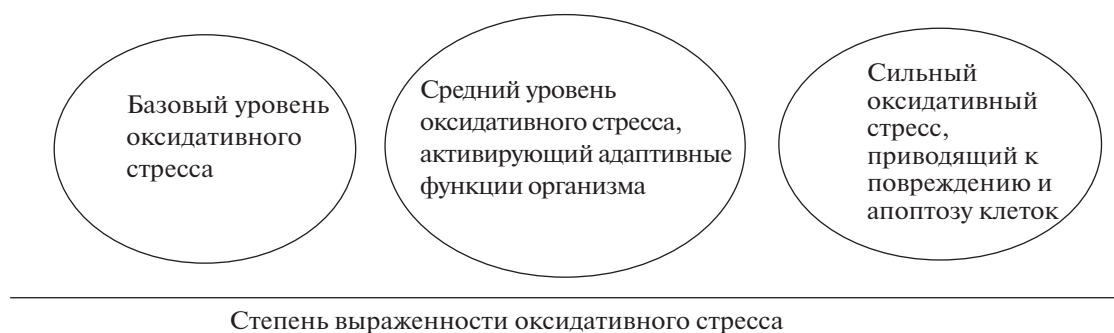 Базовый уровень
оксидативного
стресса
Средний уровень
оксидативного стресса,
активирующий адаптивные
функции организма
Сильный
оксидативный
стресс,
приводящий к
повреждению и
апоптозу клеток
Степень выраженности оксидативного стресса